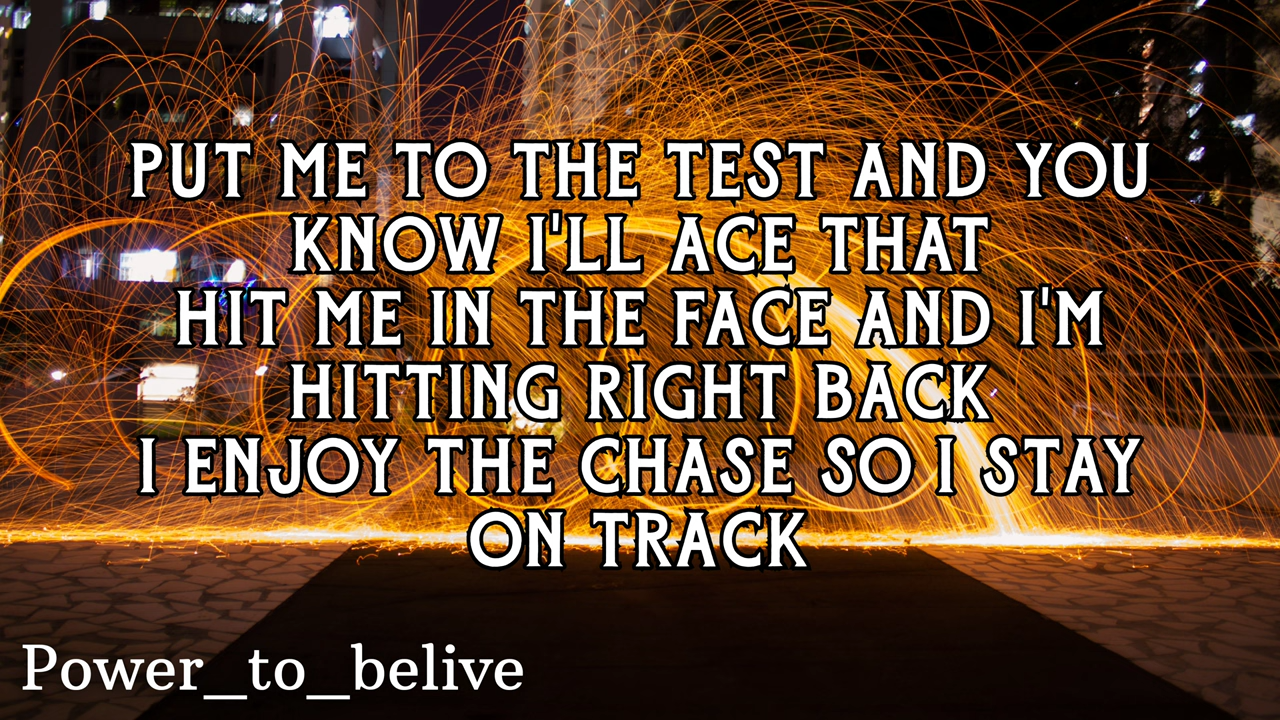 PUT ME TO THE TEST AND YOU
KNOW I'LL ACE THAT
HIT ME IN THE FACE AND I'M
HITTING RIGHT BACK
I ENJOY THE CHASE SO I STAY
ON TRACK
Power_to_belive